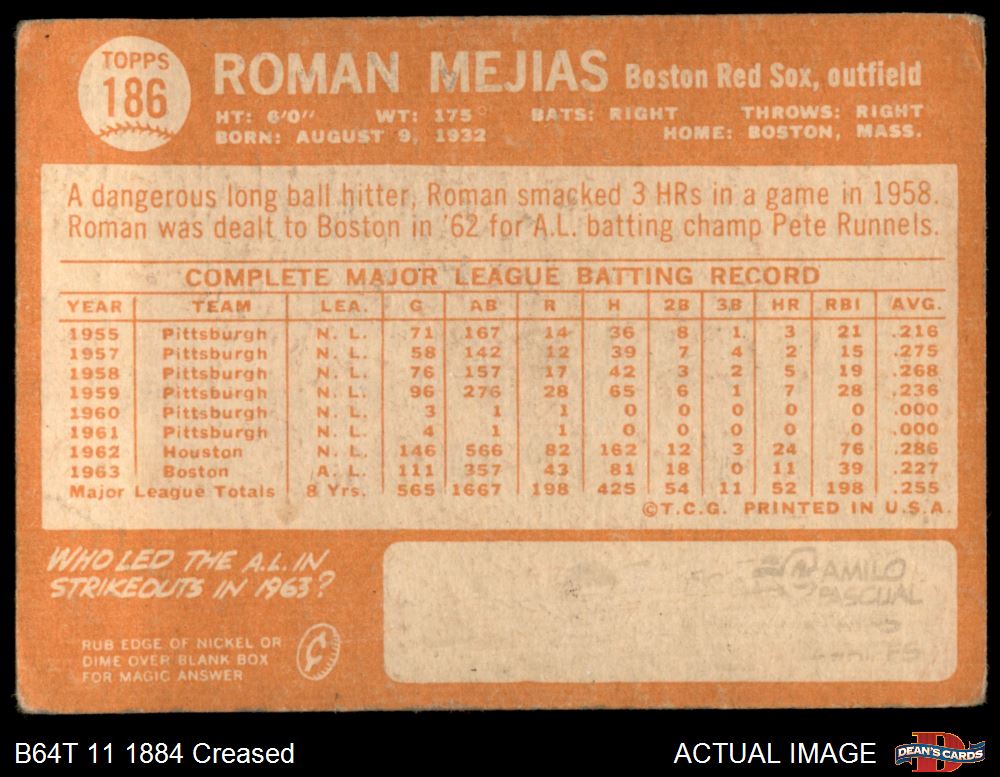 TOPPS
186
ROMAN MEJIAS Boston Red Sox, outfield
HT: 6'0" WT: 175 BATS: RIGHT THROWS: RIGHT
BORN: AUGUST 9, 1932 HOME: BOSTON, MASS.
A dangerous long ball hitter, Roman smacked 3 HRs in a game in 1958.
Roman was dealt to Boston in '62 for A.L. batting champ Pete Runnels.
COMPLETE MAJOR LEAGUE BATTING RECORD
YEAR TEAM LEA. G AB R H 2B 3B HR RBI AVG.
1955 Pittsburgh N. L. 71 167 14 36 8 1 3 21 .216
1957 Pittsburgh N. L. 58 142 12 39 7 4 2 15 .275
1958 Pittsburgh N. L. 76 157 17 42 3 2 5 19 .268
1959 Pittsburgh N. L. 96 276 28 65 6 1 7 28 .236
1960 Pittsburgh N. L. 3 1 1 0 0 0 0 0 .000
1961 Pittsburgh N. L. 4 1 1 0 0 0 0 0 .000
1962 Houston N. L. 146 566 82 162 12 3 24 76 .286
1963 Boston A. L. 111 357 43 81 18 0 11 39 .227
Major League Totals 8 Yrs. 565 1667 198 425 54 11 52 198 .255
©T.C.G. PRINTED IN U.S.A.
WHO LED THE A.L. IN
STRIKEOUTS IN 1963?
RUB EDGE OF NICKEL OR
DIME OVER BLANK BOX
FOR MAGIC ANSWER
AMILO
PASCUAL
B64T 11 1884 Creased
ACTUAL IMAGE
DEAN'S CARDS